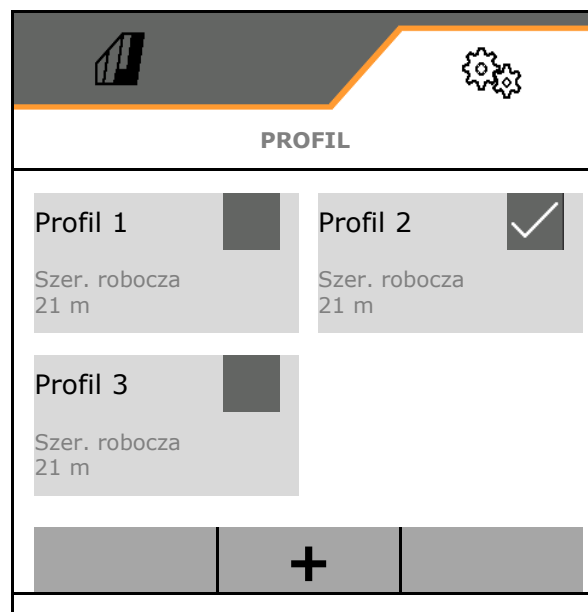 PROFIL
Profil 1
Szer. robocza
21 m
Profil 2
Szer. robocza
21 m
Profil 3
Szer. robocza
21 m
+